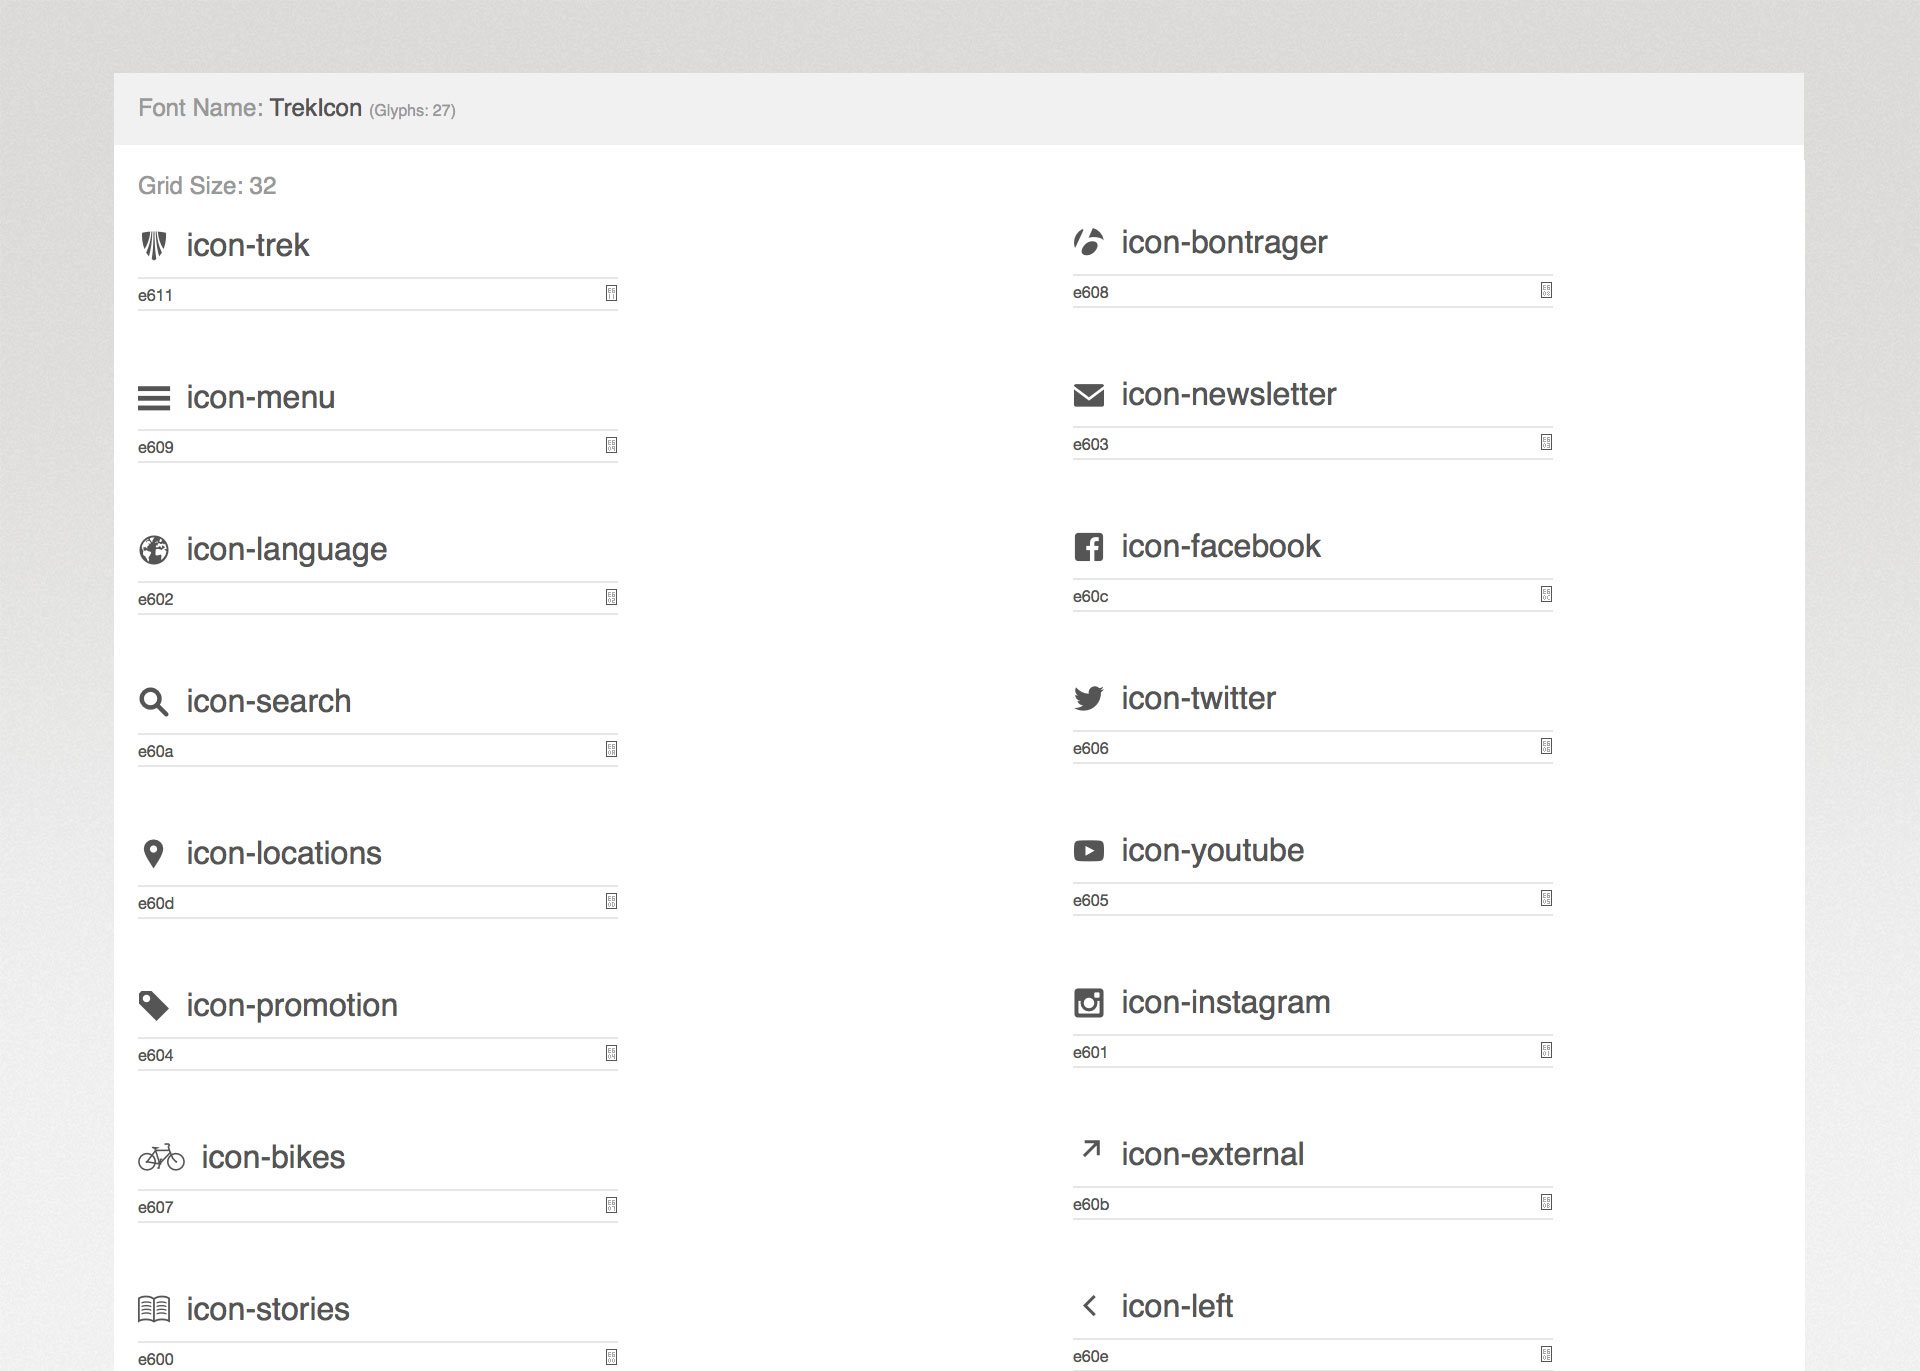 Font Name: TrekIcon (Glyphs: 27)
Grid Size: 32
icon-trek
e611
icon-bontrager
e608
icon-menu
e609
icon-newsletter
e603
icon-language
e602
icon-facebook
e60c
icon-search
e60a
icon-twitter
e606
icon-locations
e60d
icon-youtube
e605
icon-promotion
e604
icon-instagram
e601
icon-bikes
e607
icon-external
e60b
icon-stories
e600
icon-left
e60e